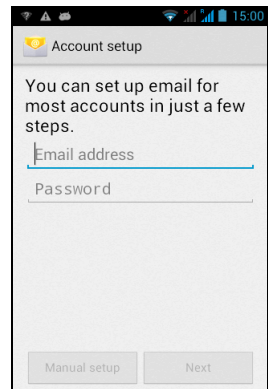 15:00
Account setup
You can set up email for
most accounts in just a few
steps.
Email address
Password
Manual setup
Next